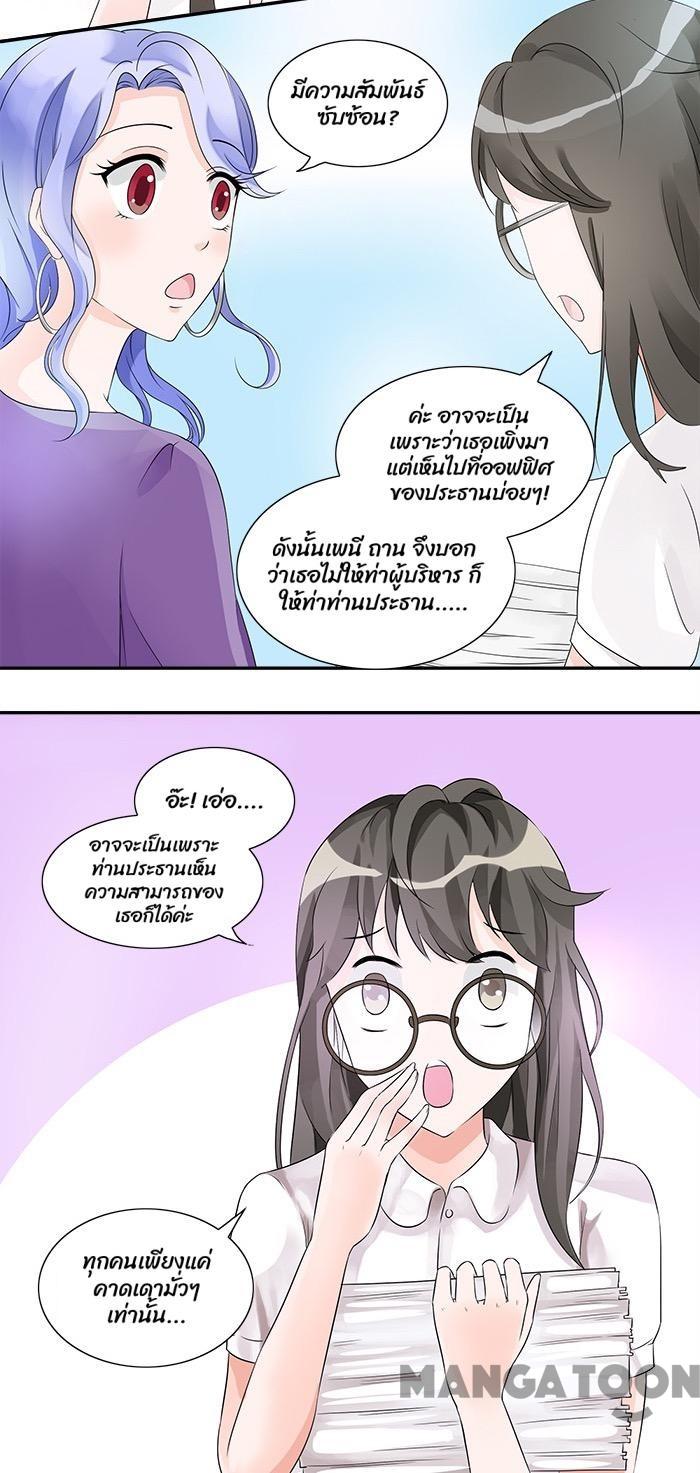 มีความสัมพันธ์
ซับซ้อน?
ค่ะ อาจจะเป็น
เพราะว่าเธอเพิ่งมา
แต่เห็นไปที่ออฟฟิศ
ของประธานบ่อยๆ!
ดังนั้นเพนี ถาน จึงบอก
ว่าเธอไม่ให้ท่าผู้บริหาร ก็
ให้ท่าท่านประธาน.....
อ๊ะ! เอ่อ....
อาจจะเป็นเพราะ
ท่านประธานเห็น
ความสามารถของ
เธอก็ได้ค่ะ
ทุกคนเพียงแค่
คาดเดามั่วๆ
เท่านั้น...
MANGATOON